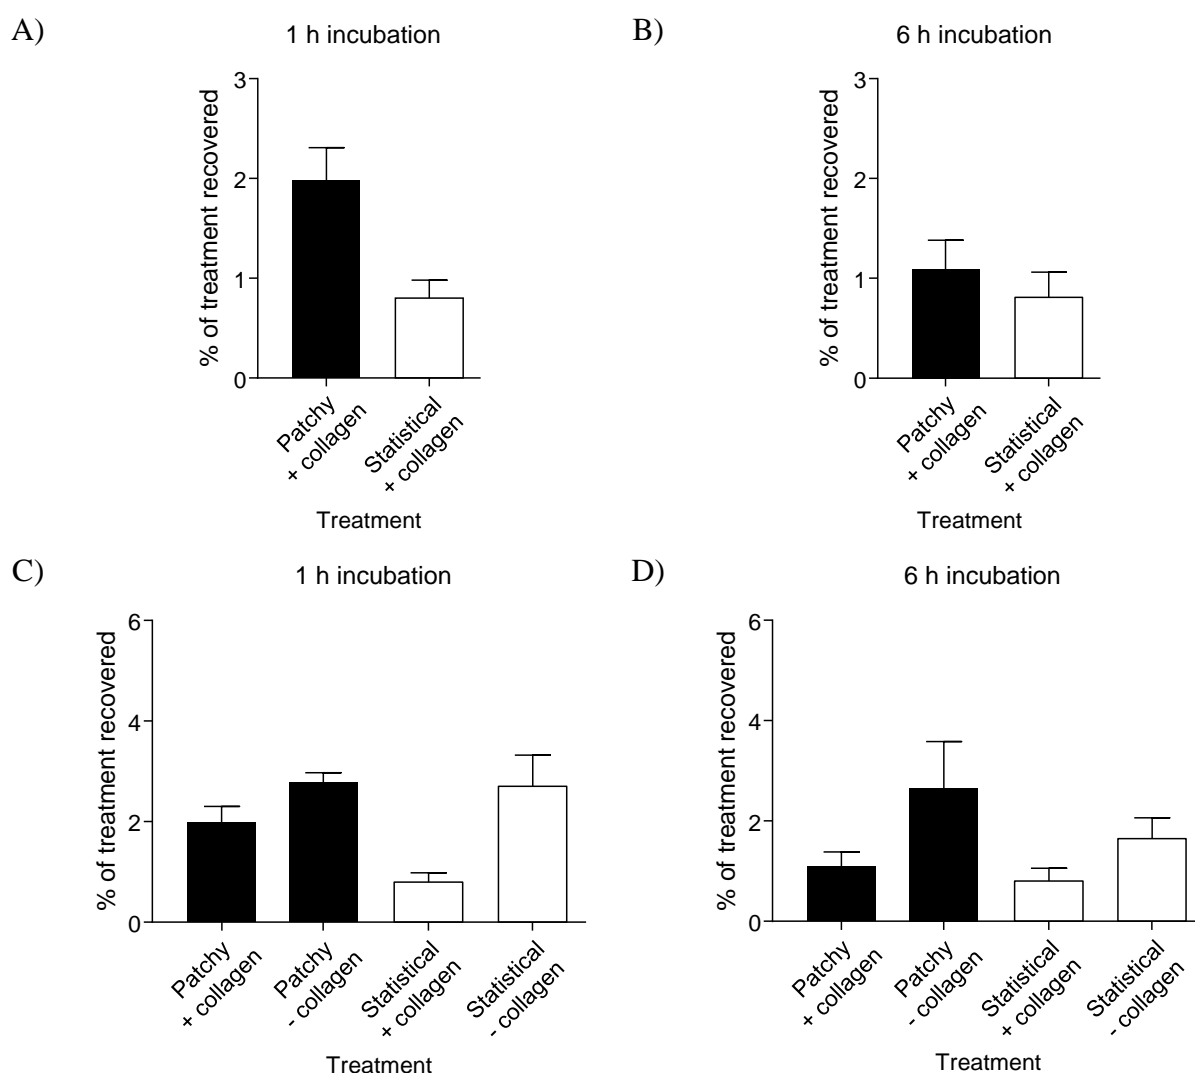 A)
1 h incubation
% of treatment recovered
3
2
1
0
Patchy
+ collagen
Statistical
+ collagen
Treatment
B)
6 h incubation
% of treatment recovered
3
2
1
0
Patchy
+ collagen
Statistical
+ collagen
Treatment
C)
1 h incubation
% of treatment recovered
6
4
2
0
Patchy
+ collagen
Patchy
- collagen
Statistical
+ collagen
Statistical
- collagen
Treatment
D)
6 h incubation
% of treatment recovered
6
4
2
0
Patchy
+ collagen
Patchy
- collagen
Statistical
+ collagen
Statistical
- collagen
Treatment